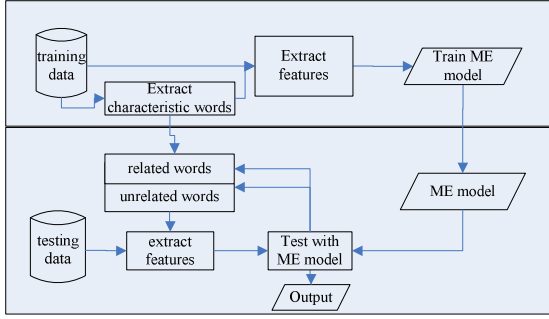 training
data
Extract
characteristic words
Extract
features
Train ME
model
related words
unrelated words
ME model
testing
data
extract
features
Test with
ME model
Output